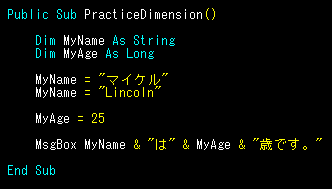 Public Sub PracticeDimension()
Dim MyName As String
Dim MyAge As Long
MyName = "マイケル"
MyName = "Lincoln"
MyAge = 25
MsgBox MyName & "は" & MyAge & "歳です。"
End Sub